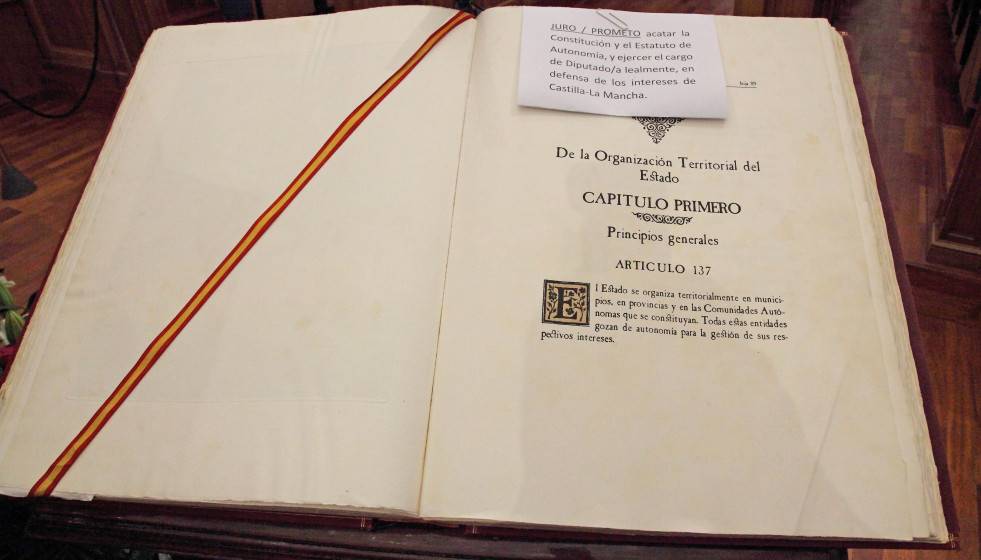 JURO / PROMETO acatar la
Constitución y el Estatuto de
Autonomía, y ejercer el cargo
de Diputado/a lealmente, en
defensa de los intereses de
Castilla-La Mancha.
De la Organización Territorial del
Estado
CAPITULO PRIMERO
Principios generales
ARTICULO 137
El Estado se organiza territorialmente en munici-
pios, en provincias y en las Comunidades Autó-
nomas que se constituyan. Todas estas entidades
gozan de autonomía para la gestión de sus res-
pectivos intereses.